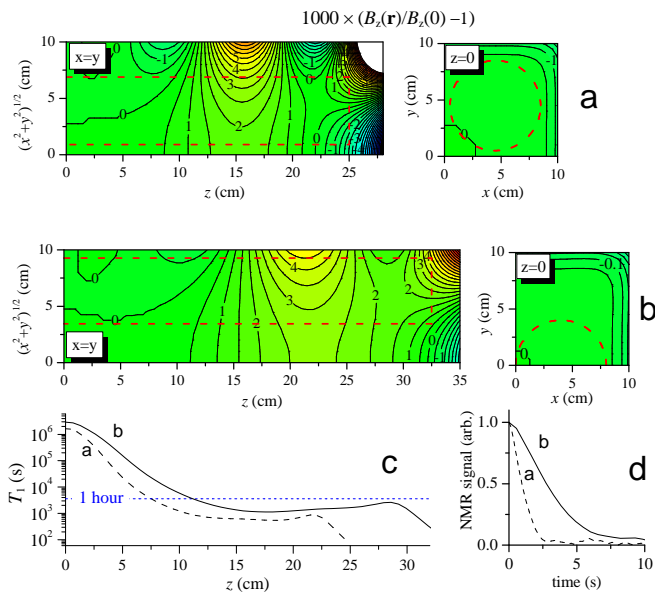 1000 × (B_z(r)/B_z(0) −1)
x=y
z=0
a
(x²+y²)^1/2 (cm)
10
5
0
0
-1
4
3
2
1
1
2
1
0
0
0 5 10 15 20 25
z (cm)
y (cm)
10
5
0
-1
0
0 5 10
x (cm)
b
(x²+y²)^1/2 (cm)
10
5
0
x=y
0
0
1
1
2
4
3
2
2
3
4
1
0
0 5 10 15 20 25 30 35
z (cm)
z=0
y (cm)
10
5
0
-0.1
0
0 5 10
x (cm)
c
T₁ (s)
10⁶
10⁵
10⁴
10³
10²
b
a
1 hour
0 5 10 15 20 25 30
z (cm)
d
NMR signal (arb.)
1.0
0.5
0.0
b
a
0 5 10
time (s)